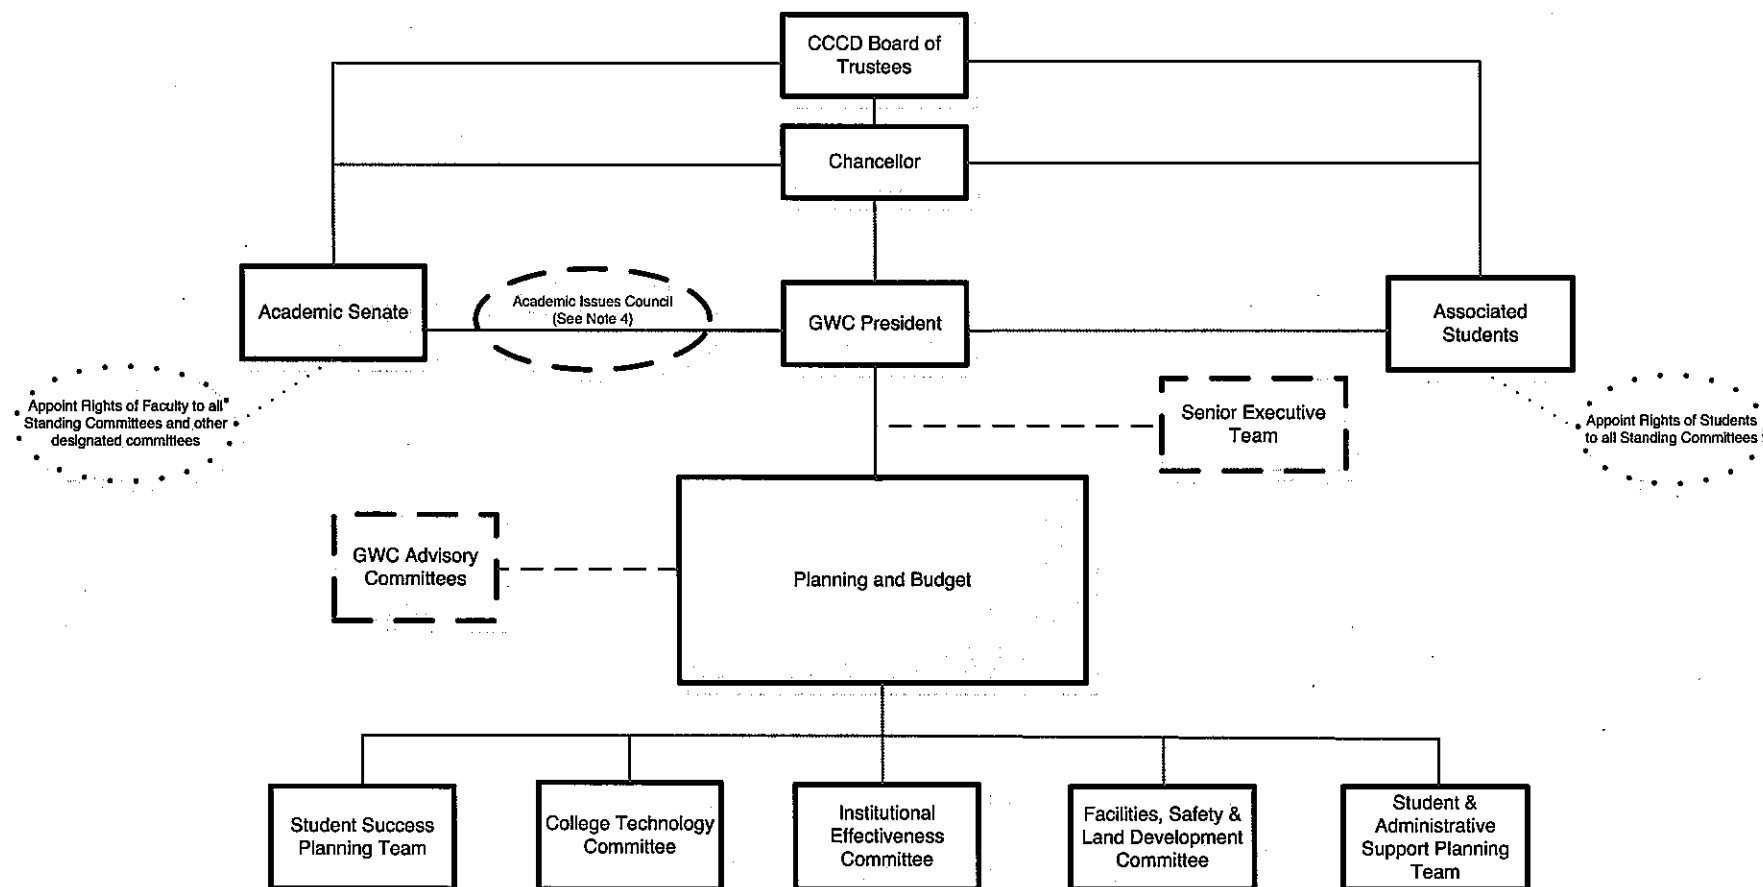 CCCD Board of
Trustees
Chancellor
Academic Senate
Academic Issues Council
(See Note 4)
GWC President
Associated
Students
Appoint Rights of Faculty to all
Standing Committees and other
designated committees
Senior Executive
Team
Appoint Rights of Students
to all Standing Committees
GWC Advisory
Committees
Planning and Budget
Student Success
Planning Team
College Technology
Committee
Institutional
Effectiveness
Committee
Facilities, Safety &
Land Development
Committee
Student &
Administrative
Support Planning
Team